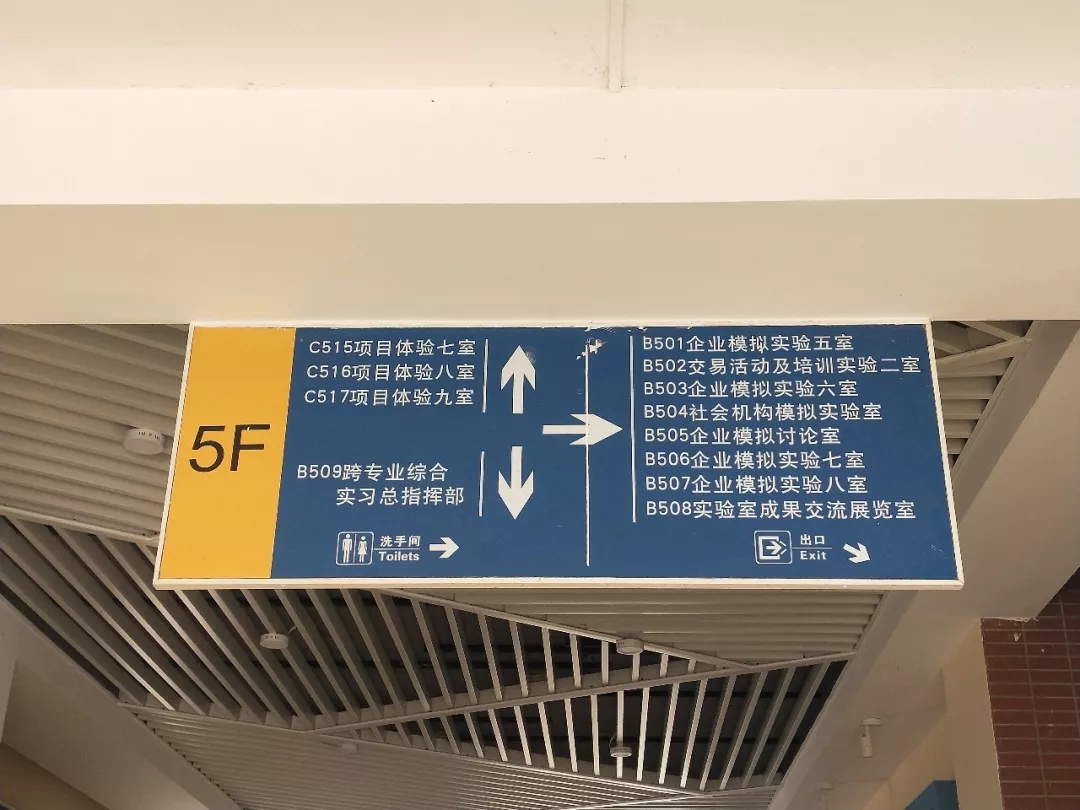 5F
C515项目体验七室
C516项目体验八室
C517项目体验九室
B509跨专业综合
实习总指挥部
洗手间
Toilets
B501企业模拟实验五室
B502交易活动及培训实验二室
B503企业模拟实验六室
B504社会机构模拟实验室
B505企业模拟讨论室
B506企业模拟实验七室
B507企业模拟实验八室
B508实验室成果交流展览室
出口
Exit